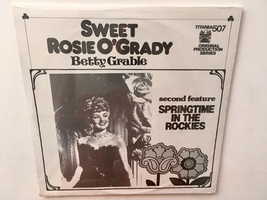 SWEET
ROSIE O'GRADY
Betty Grable
TITANIA 507
ORIGINAL
PRODUCTION
SERIES
second feature
SPRINGTIME
IN THE
ROCKIES